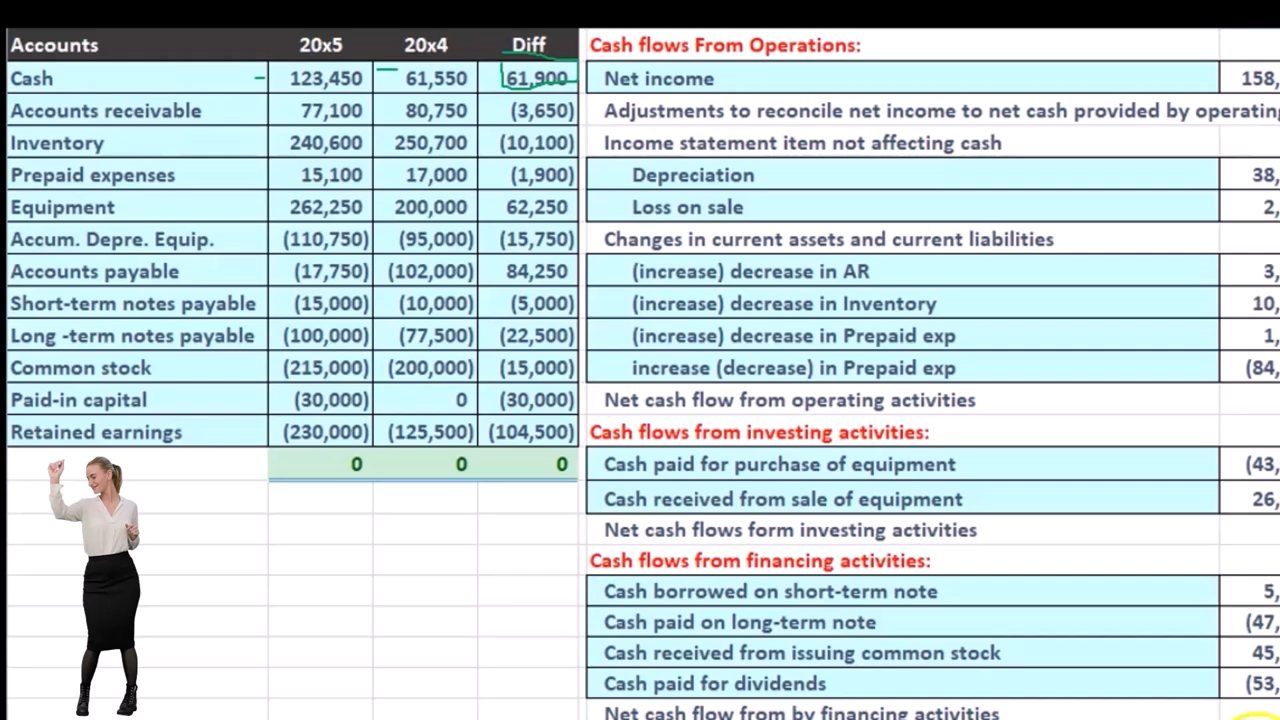 Accounts 20x5 20x4 Diff
Cash 123,450 61,550 61,900
Accounts receivable 77,100 80,750 (3,650)
Inventory 240,600 250,700 (10,100)
Prepaid expenses 15,100 17,000 (1,900)
Equipment 262,250 200,000 62,250
Accum. Depre. Equip. (110,750) (95,000) (15,750)
Accounts payable (17,750) (102,000) 84,250
Short-term notes payable (15,000) (10,000) (5,000)
Long -term notes payable (100,000) (77,500) (22,500)
Common stock (215,000) (200,000) (15,000)
Paid-in capital (30,000) 0 (30,000)
Retained earnings (230,000) (125,500) (104,500)
0 0 0
Cash flows From Operations:
Net income 158,
Adjustments to reconcile net income to net cash provided by operating
Income statement item not affecting cash
Depreciation 38,
Loss on sale 2,
Changes in current assets and current liabilities
(increase) decrease in AR 3,
(increase) decrease in Inventory 10,
(increase) decrease in Prepaid exp 1,
increase (decrease) in Prepaid exp (84,
Net cash flow from operating activities
Cash flows from investing activities:
Cash paid for purchase of equipment (43,
Cash received from sale of equipment 26,
Net cash flows form investing activities
Cash flows from financing activities:
Cash borrowed on short-term note 5,
Cash paid on long-term note (47,
Cash received from issuing common stock 45,
Cash paid for dividends (53,
Net cash flow from by financing activities